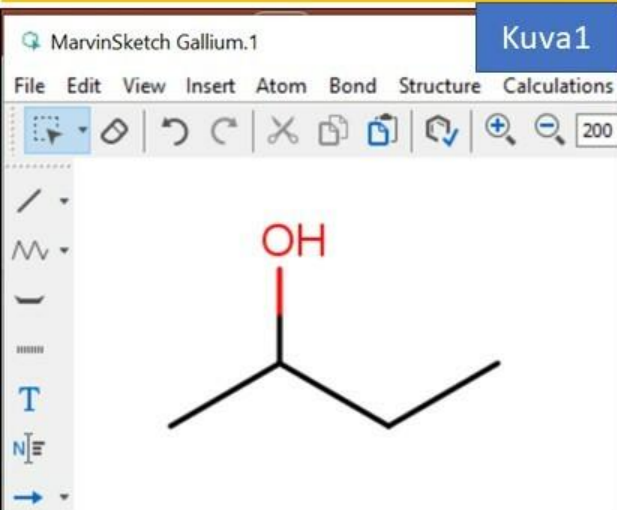 MarvinSketch Gallium.1
Kuva1
File Edit View Insert Atom Bond Structure Calculations
200
OH
T
N